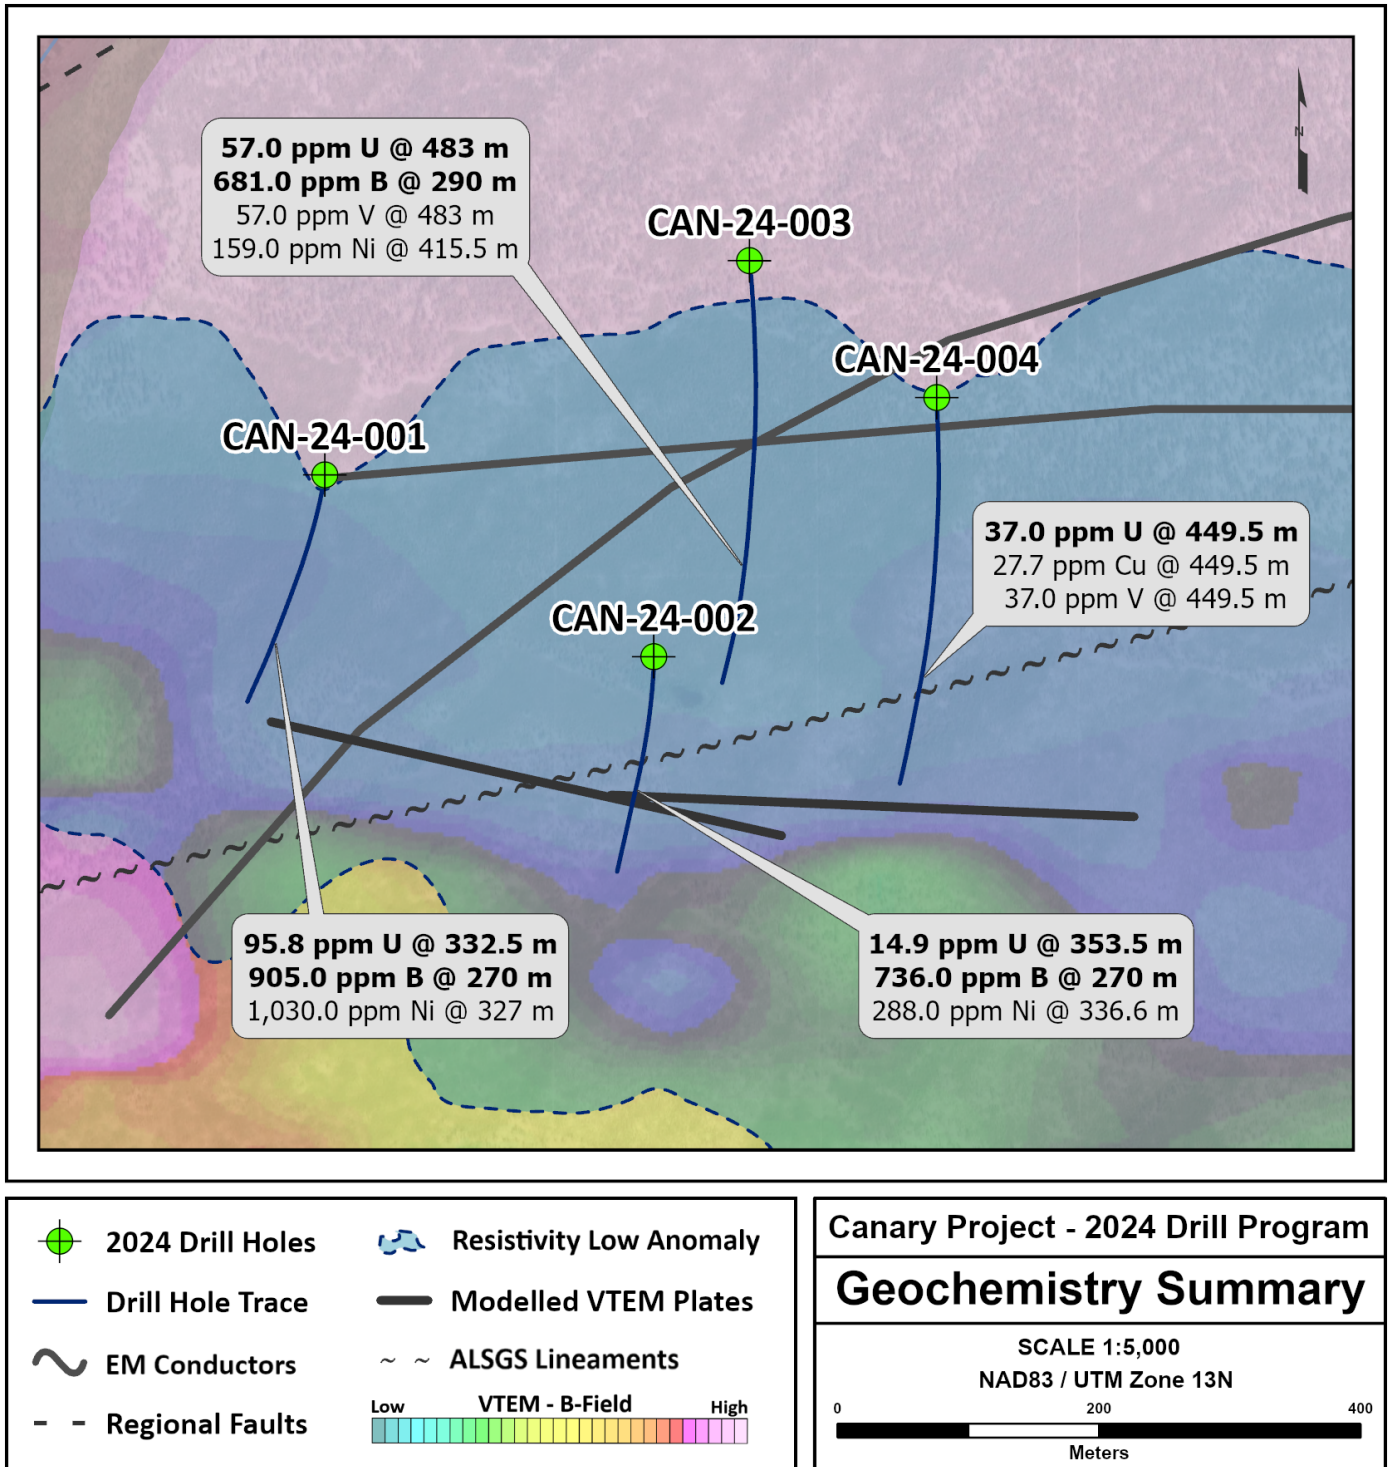 N
57.0 ppm U @ 483 m
681.0 ppm B @ 290 m
57.0 ppm V @ 483 m
159.0 ppm Ni @ 415.5 m
CAN-24-003
CAN-24-004
CAN-24-001
37.0 ppm U @ 449.5 m
27.7 ppm Cu @ 449.5 m
37.0 ppm V @ 449.5 m
CAN-24-002
95.8 ppm U @ 332.5 m
905.0 ppm B @ 270 m
1,030.0 ppm Ni @ 327 m
14.9 ppm U @ 353.5 m
736.0 ppm B @ 270 m
288.0 ppm Ni @ 336.6 m
2024 Drill Holes
Drill Hole Trace
EM Conductors
Regional Faults
Resistivity Low Anomaly
Modelled VTEM Plates
ALSGS Lineaments
Low VTEM - B-Field High
Canary Project - 2024 Drill Program
Geochemistry Summary
SCALE 1:5,000
NAD83 / UTM Zone 13N
0 200 400
Meters